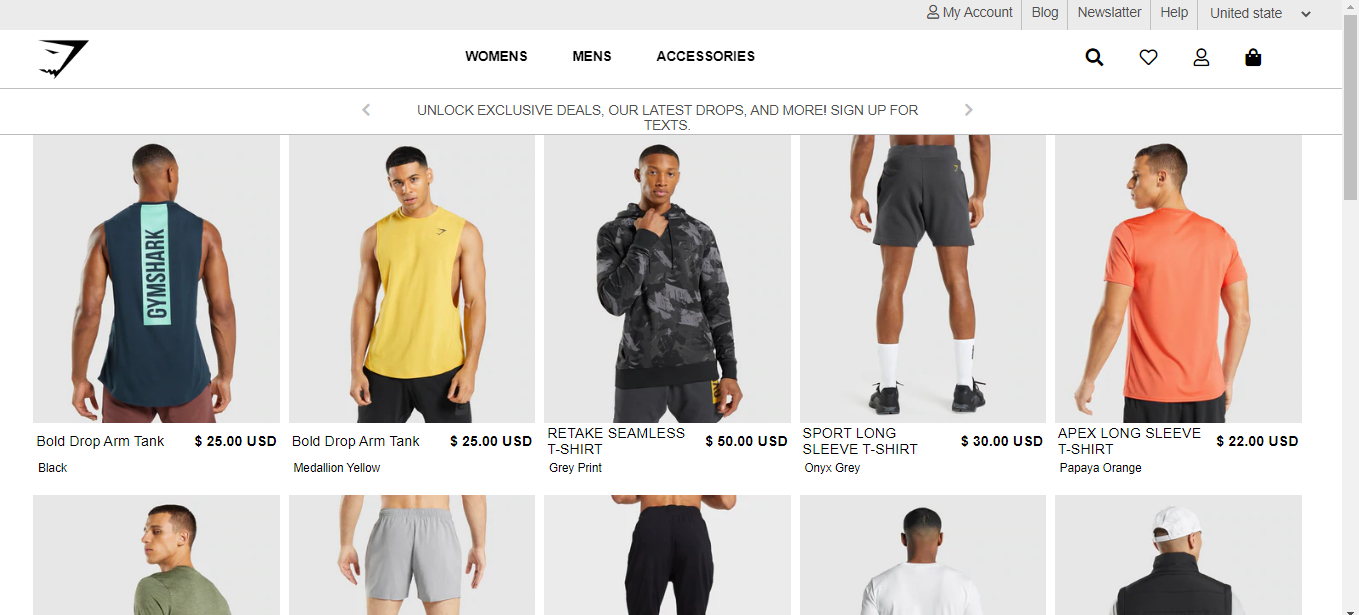 My Account
Blog
Newslatter
Help
United state
WOMENS
MENS
ACCESSORIES
UNLOCK EXCLUSIVE DEALS, OUR LATEST DROPS, AND MORE! SIGN UP FOR
TEXTS.
GYMSHARK
Bold Drop Arm Tank
$ 25.00 USD
Black
Bold Drop Arm Tank
$ 25.00 USD
Medallion Yellow
RETAKE SEAMLESS
T-SHIRT
$ 50.00 USD
Grey Print
SPORT LONG
SLEEVE T-SHIRT
$ 30.00 USD
Onyx Grey
APEX LONG SLEEVE
T-SHIRT
$ 22.00 USD
Papaya Orange